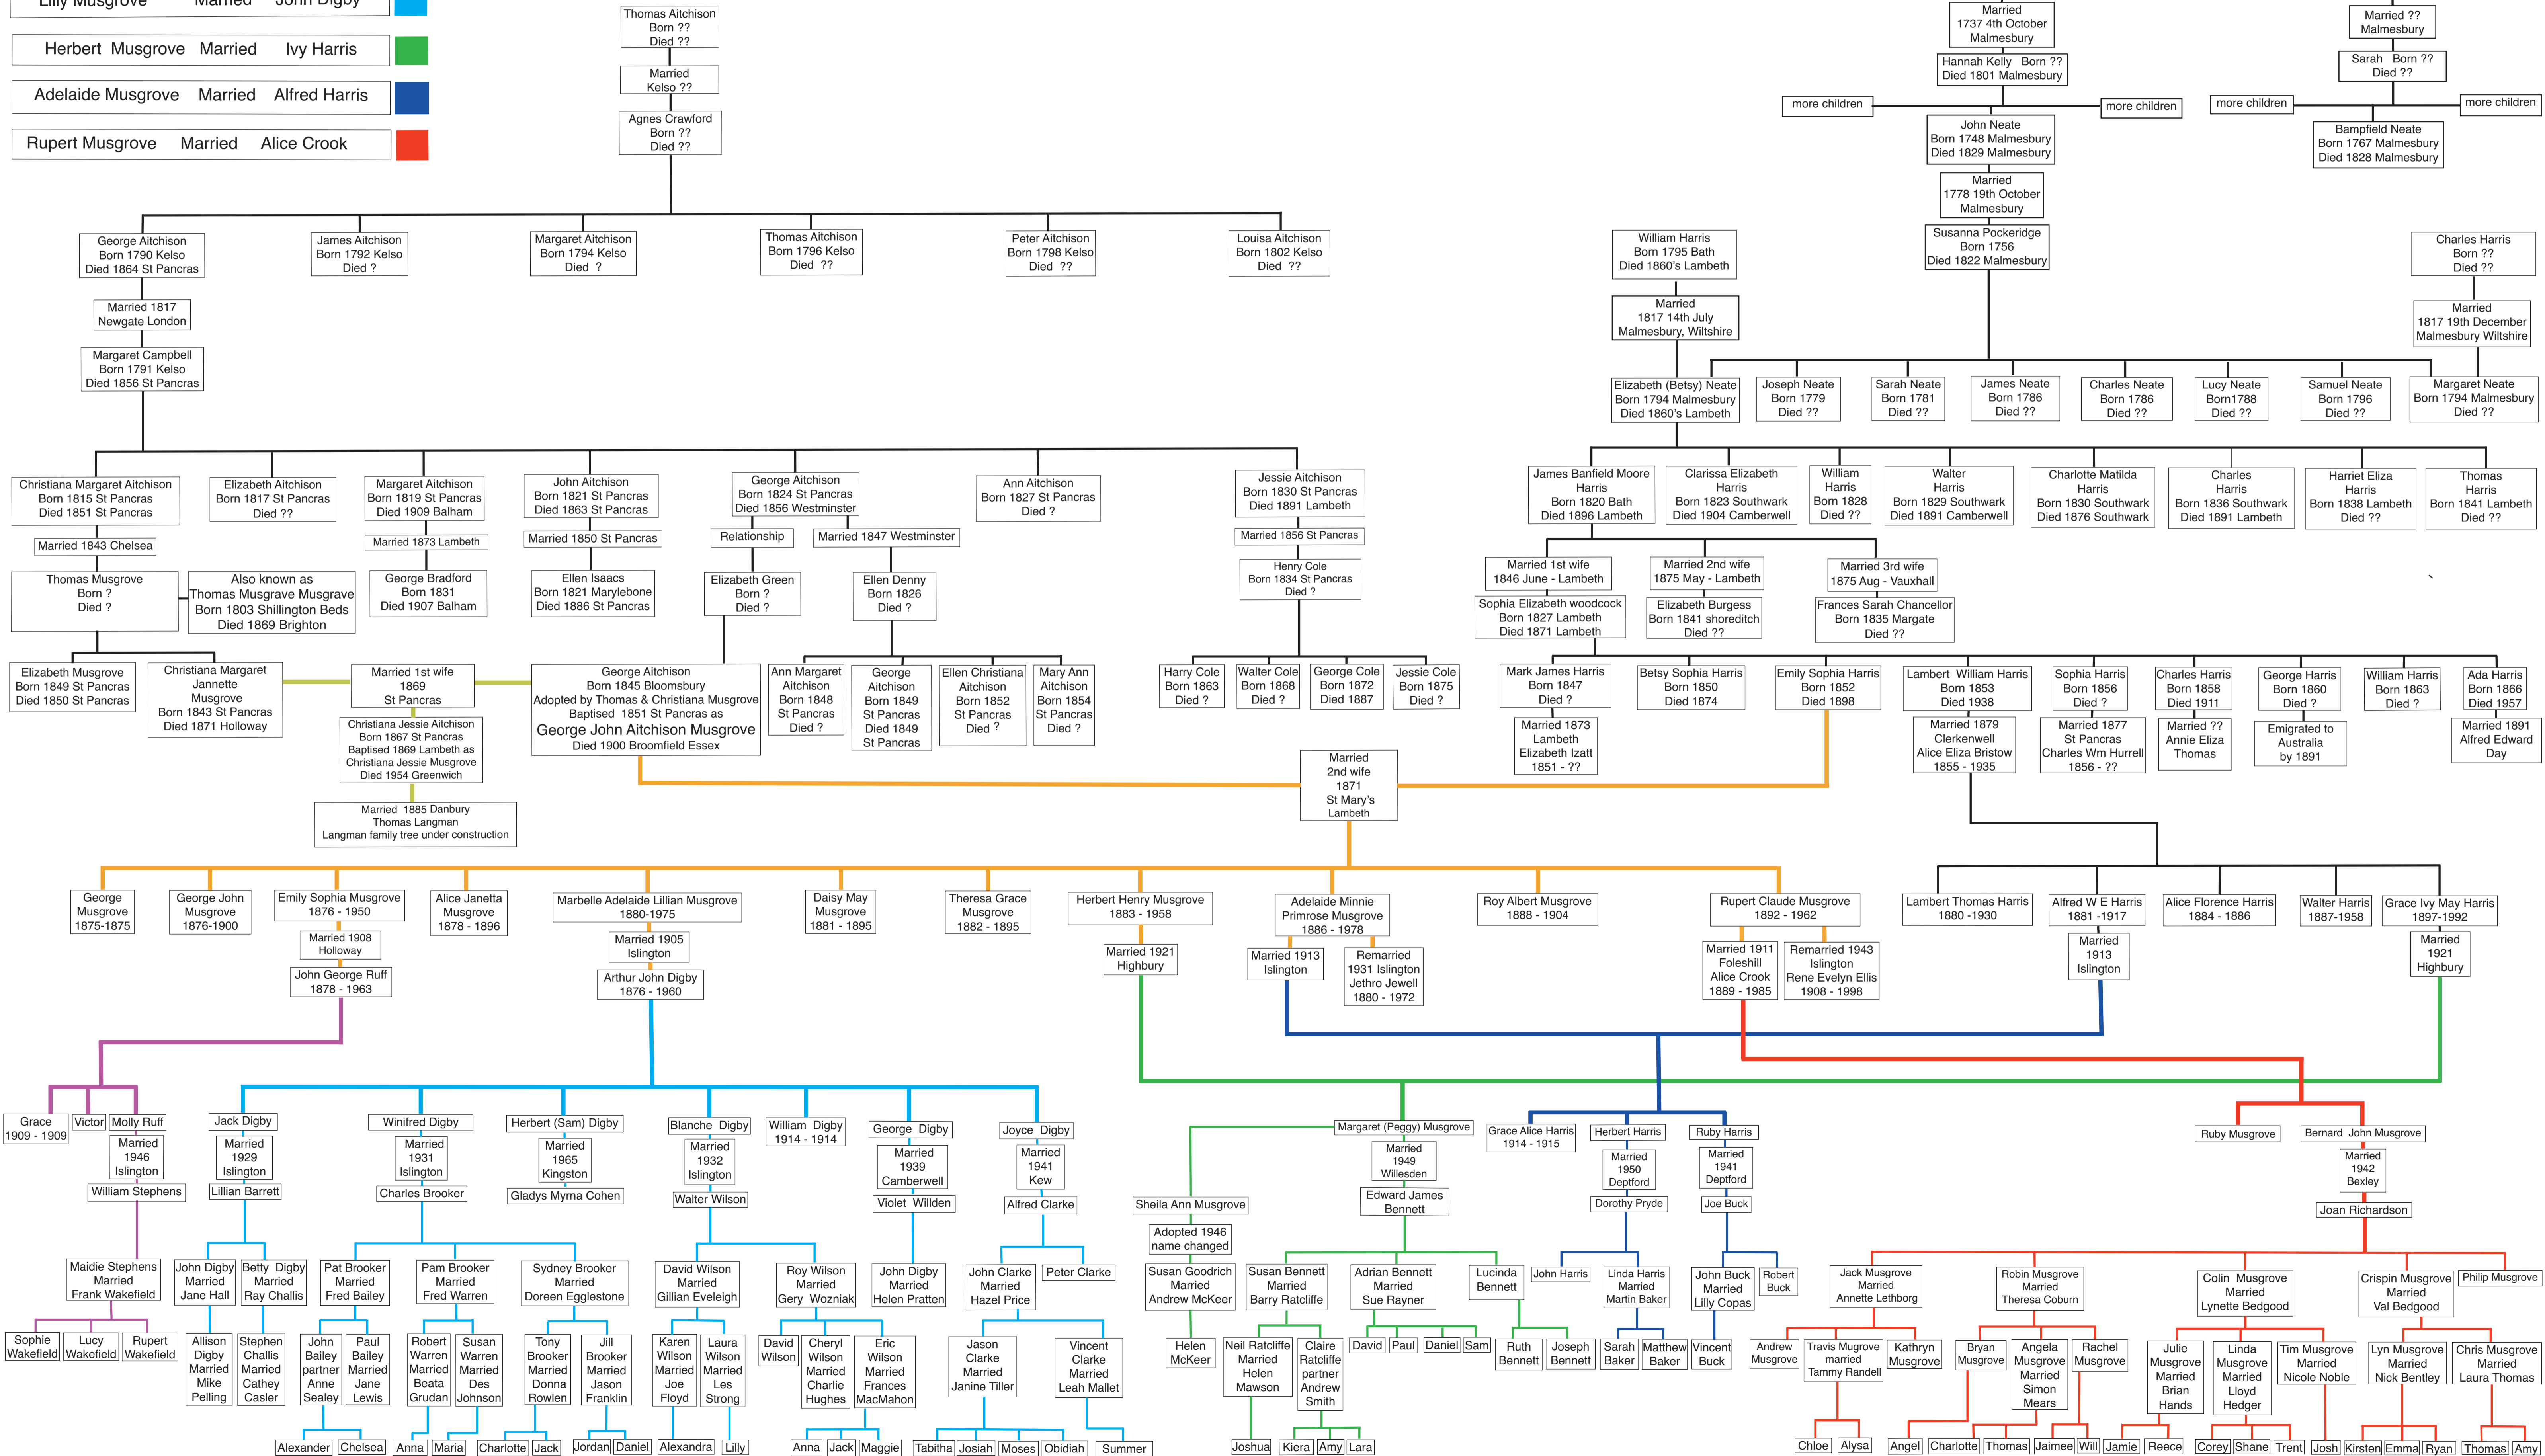 Lilly Musgrove Married John Digby
Herbert Musgrove Married Ivy Harris
Adelaide Musgrove Married Alfred Harris
Rupert Musgrove Married Alice Crook
Thomas Aitchison
Born ??
Died ??
Married
Kelso ??
Agnes Crawford
Born ??
Died ??
Married
1737 4th October
Malmesbury
Hannah Kelly Born ??
Died 1801 Malmesbury
more children
more children
John Neate
Born 1748 Malmesbury
Died 1829 Malmesbury
Married
1778 19th October
Malmesbury
Susanna Pockeridge
Born 1756
Died 1822 Malmesbury
Married ??
Malmesbury
Sarah Born ??
Died ??
more children
more children
Bampfield Neate
Born 1767 Malmesbury
Died 1828 Malmesbury
George Aitchison
Born 1790 Kelso
Died 1864 St Pancras
James Aitchison
Born 1792 Kelso
Died ?
Margaret Aitchison
Born 1794 Kelso
Died ?
Thomas Aitchison
Born 1796 Kelso
Died ??
Peter Aitchison
Born 1798 Kelso
Died ??
Louisa Aitchison
Born 1802 Kelso
Died ??
William Harris
Born 1795 Bath
Died 1860's Lambeth
Charles Harris
Born ??
Died ??
Married 1817
Newgate London
Married
1817 14th July
Malmesbury, Wiltshire
Married
1817 19th December
Malmesbury Wiltshire
Margaret Campbell
Born 1791 Kelso
Died 1856 St Pancras
Elizabeth (Betsy) Neate
Born 1794 Malmesbury
Died 1860's Lambeth
Joseph Neate
Born 1779
Died ??
Sarah Neate
Born 1781
Died ??
James Neate
Born 1786
Died ??
Charles Neate
Born 1786
Died ??
Lucy Neate
Born1788
Died ??
Samuel Neate
Born 1796
Died ??
Margaret Neate
Born 1794 Malmesbury
Died ??
Christiana Margaret Aitchison
Born 1815 St Pancras
Died 1851 St Pancras
Elizabeth Aitchison
Born 1817 St Pancras
Died ??
Margaret Aitchison
Born 1819 St Pancras
Died 1909 Balham
John Aitchison
Born 1821 St Pancras
Died 1863 St Pancras
George Aitchison
Born 1824 St Pancras
Died 1856 Westminster
Ann Aitchison
Born 1827 St Pancras
Died ?
Jessie Aitchison
Born 1830 St Pancras
Died 1891 Lambeth
James Banfield Moore
Harris
Born 1820 Bath
Died 1896 Lambeth
Clarissa Elizabeth
Harris
Born 1823 Southwark
Died 1904 Camberwell
William
Harris
Born 1828
Died ??
Walter
Harris
Born 1829 Southwark
Died 1891 Camberwell
Charlotte Matilda
Harris
Born 1830 Southwark
Died 1876 Southwark
Charles
Harris
Born 1836 Southwark
Died 1891 Lambeth
Harriet Eliza
Harris
Born 1838 Lambeth
Died ??
Thomas
Harris
Born 1841 Lambeth
Died ??
Married 1843 Chelsea
Married 1873 Lambeth
Married 1850 St Pancras
Relationship
Married 1847 Westminster
Married 1856 St Pancras
Thomas Musgrove
Born ?
Died ?
Also known as
Thomas Musgrave Musgrave
Born 1803 Shillington Beds
Died 1869 Brighton
George Bradford
Born 1831
Died 1907 Balham
Ellen Isaacs
Born 1821 Marylebone
Died 1886 St Pancras
Elizabeth Green
Born ?
Died ?
Ellen Denny
Born 1826
Died ?
Henry Cole
Born 1834 St Pancras
Died ?
Married 1st wife
1846 June - Lambeth
Married 2nd wife
1875 May - Lambeth
Married 3rd wife
1875 Aug - Vauxhall
Sophia Elizabeth woodcock
Born 1827 Lambeth
Died 1871 Lambeth
Elizabeth Burgess
Born 1841 shoreditch
Died ??
Frances Sarah Chancellor
Born 1835 Margate
Died ??
Elizabeth Musgrove
Born 1849 St Pancras
Died 1850 St Pancras
Christiana Margaret
Jannette
Musgrove
Born 1843 St Pancras
Died 1871 Holloway
Married 1st wife
1869
St Pancras
Christiana Jessie Aitchison
Born 1867 St Pancras
Baptised 1869 Lambeth as
Christiana Jessie Musgrove
Died 1954 Greenwich
Married 1885 Danbury
Thomas Langman
Langman family tree under construction
George Aitchison
Born 1845 Bloomsbury
Adopted by Thomas & Christiana Musgrove
Baptised 1851 St Pancras as
George John Aitchison Musgrove
Died 1900 Broomfield Essex
Ann Margaret
Aitchison
Born 1848
St Pancras
Died ?
George
Aitchison
Born 1849
St Pancras
Died 1849
St Pancras
Ellen Christiana
Aitchison
Born 1852
St Pancras
Died ?
Mary Ann
Aitchison
Born 1854
St Pancras
Died ?
Harry Cole
Born 1863
Died ?
Walter Cole
Born 1868
Died ?
George Cole
Born 1872
Died 1887
Jessie Cole
Born 1875
Died ?
Mark James Harris
Born 1847
Died ?
Married 1873
Lambeth
Elizabeth Izatt
1851 - ??
Betsy Sophia Harris
Born 1850
Died 1874
Emily Sophia Harris
Born 1852
Died 1898
Lambert William Harris
Born 1853
Died 1938
Married 1879
Clerkenwell
Alice Eliza Bristow
1855 - 1935
Sophia Harris
Born 1856
Died ?
Married 1877
St Pancras
Charles Wm Hurrell
1856 - ??
Charles Harris
Born 1858
Died 1911
Married ??
Annie Eliza
Thomas
George Harris
Born 1860
Died ?
Emigrated to
Australia
by 1891
William Harris
Born 1863
Died ?
Ada Harris
Born 1866
Died 1957
Married 1891
Alfred Edward
Day
Married
2nd wife
1871
St Mary's
Lambeth
George
Musgrove
1875-1875
George John
Musgrove
1876-1900
Emily Sophia Musgrove
1876 - 1950
Married 1908
Holloway
John George Ruff
1878 - 1963
Alice Janetta
Musgrove
1878 - 1896
Marbelle Adelaide Lillian Musgrove
1880-1975
Married 1905
Islington
Arthur John Digby
1876 - 1960
Daisy May
Musgrove
1881 - 1895
Theresa Grace
Musgrove
1882 - 1895
Herbert Henry Musgrove
1883 - 1958
Married 1921
Highbury
Adelaide Minnie
Primrose Musgrove
1886 - 1978
Married 1913
Islington
Remarried
1931 Islington
Jethro Jewell
1880 - 1972
Roy Albert Musgrove
1888 - 1904
Rupert Claude Musgrove
1892 - 1962
Married 1911
Foleshill
Alice Crook
1889 - 1985
Remarried 1943
Islington
Rene Evelyn Ellis
1908 - 1998
Lambert Thomas Harris
1880 -1930
Alfred W E Harris
1881 -1917
Married
1913
Islington
Alice Florence Harris
1884 - 1886
Walter Harris
1887-1958
Grace Ivy May Harris
1897-1992
Married
1921
Highbury
Grace
1909 - 1909
Victor
Molly Ruff
Married
1946
Islington
William Stephens
Jack Digby
Married
1929
Islington
Lillian Barrett
Winifred Digby
Married
1931
Islington
Charles Brooker
Herbert (Sam) Digby
Married
1965
Kingston
Gladys Myrna Cohen
Blanche Digby
Married
1932
Islington
Walter Wilson
William Digby
1914 - 1914
George Digby
Married
1939
Camberwell
Violet Willden
Joyce Digby
Married
1941
Kew
Alfred Clarke
Margaret (Peggy) Musgrove
Married
1949
Willesden
Edward James
Bennett
Sheila Ann Musgrove
Adopted 1946
name changed
Grace Alice Harris
1914 - 1915
Herbert Harris
Married
1950
Deptford
Dorothy Pryde
Ruby Harris
Married
1941
Deptford
Joe Buck
Ruby Musgrove
Bernard John Musgrove
Married
1942
Bexley
Joan Richardson
Maidie Stephens
Married
Frank Wakefield
John Digby
Married
Jane Hall
Betty Digby
Married
Ray Challis
Pat Brooker
Married
Fred Bailey
Pam Brooker
Married
Fred Warren
Sydney Brooker
Married
Doreen Egglestone
David Wilson
Married
Gillian Eveleigh
Roy Wilson
Married
Gery Wozniak
John Digby
Married
Helen Pratten
John Clarke
Married
Hazel Price
Peter Clarke
Susan Goodrich
Married
Andrew McKeer
Susan Bennett
Married
Barry Ratcliffe
Adrian Bennett
Married
Sue Rayner
Lucinda
Bennett
John Harris
Linda Harris
Married
Martin Baker
John Buck
Married
Lilly Copas
Robert
Buck
Jack Musgrove
Married
Annette Lethborg
Robin Musgrove
Married
Theresa Coburn
Colin Musgrove
Married
Lynette Bedgood
Crispin Musgrove
Married
Val Bedgood
Philip Musgrove
Sophie
Wakefield
Lucy
Wakefield
Rupert
Wakefield
Allison
Digby
Married
Mike
Pelling
Stephen
Challis
Married
Cathey
Casler
John
Bailey
partner
Anne
Sealey
Paul
Bailey
Married
Jane
Lewis
Robert
Warren
Married
Beata
Grudan
Susan
Warren
Married
Des
Johnson
Tony
Brooker
Married
Donna
Rowlen
Jill
Brooker
Married
Jason
Franklin
Karen
Wilson
Married
Joe
Floyd
Laura
Wilson
Married
Les
Strong
David
Wilson
Cheryl
Wilson
Married
Charlie
Hughes
Eric
Wilson
Married
Frances
MacMahon
Jason
Clarke
Married
Janine Tiller
Vincent
Clarke
Married
Leah Mallet
Helen
McKeer
Neil Ratcliffe
Married
Helen
Mawson
Claire
Ratcliffe
partner
Andrew
Smith
David
Paul
Daniel
Sam
Ruth
Bennett
Joseph
Bennett
Sarah
Baker
Matthew
Baker
Vincent
Buck
Andrew
Musgrove
Travis Mugrove
married
Tammy Randell
Kathryn
Musgrove
Bryan
Musgrove
Angela
Musgrove
Married
Simon
Mears
Rachel
Musgrove
Julie
Musgrove
Married
Brian
Hands
Linda
Musgrove
Married
Lloyd
Hedger
Tim Musgrove
Married
Nicole Noble
Lyn Musgrove
Married
Nick Bentley
Chris Musgrove
Married
Laura Thomas
Alexander
Chelsea
Anna
Maria
Charlotte
Jack
Jordan
Daniel
Alexandra
Lilly
Anna
Jack
Maggie
Tabitha
Josiah
Moses
Obidiah
Summer
Joshua
Kiera
Amy
Lara
Chloe
Alysa
Angel
Charlotte
Thomas
Jaimee
Will
Jamie
Reece
Corey
Shane
Trent
Josh
Kirsten
Emma
Ryan
Thomas
Amy